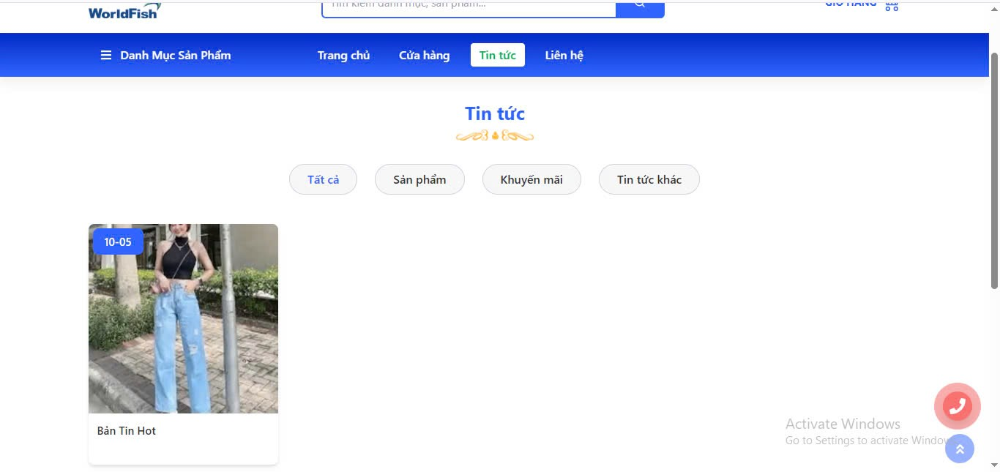 WorldFish
Tìm kiếm danh mục, sản phẩm...
GIỎ HÀNG
Danh Mục Sản Phẩm
Trang chủ
Cửa hàng
Tin tức
Liên hệ
Tin tức
Tất cả
Sản phẩm
Khuyến mãi
Tin tức khác
10-05
Bản Tin Hot
Activate Windows
Go to Settings to activate Window